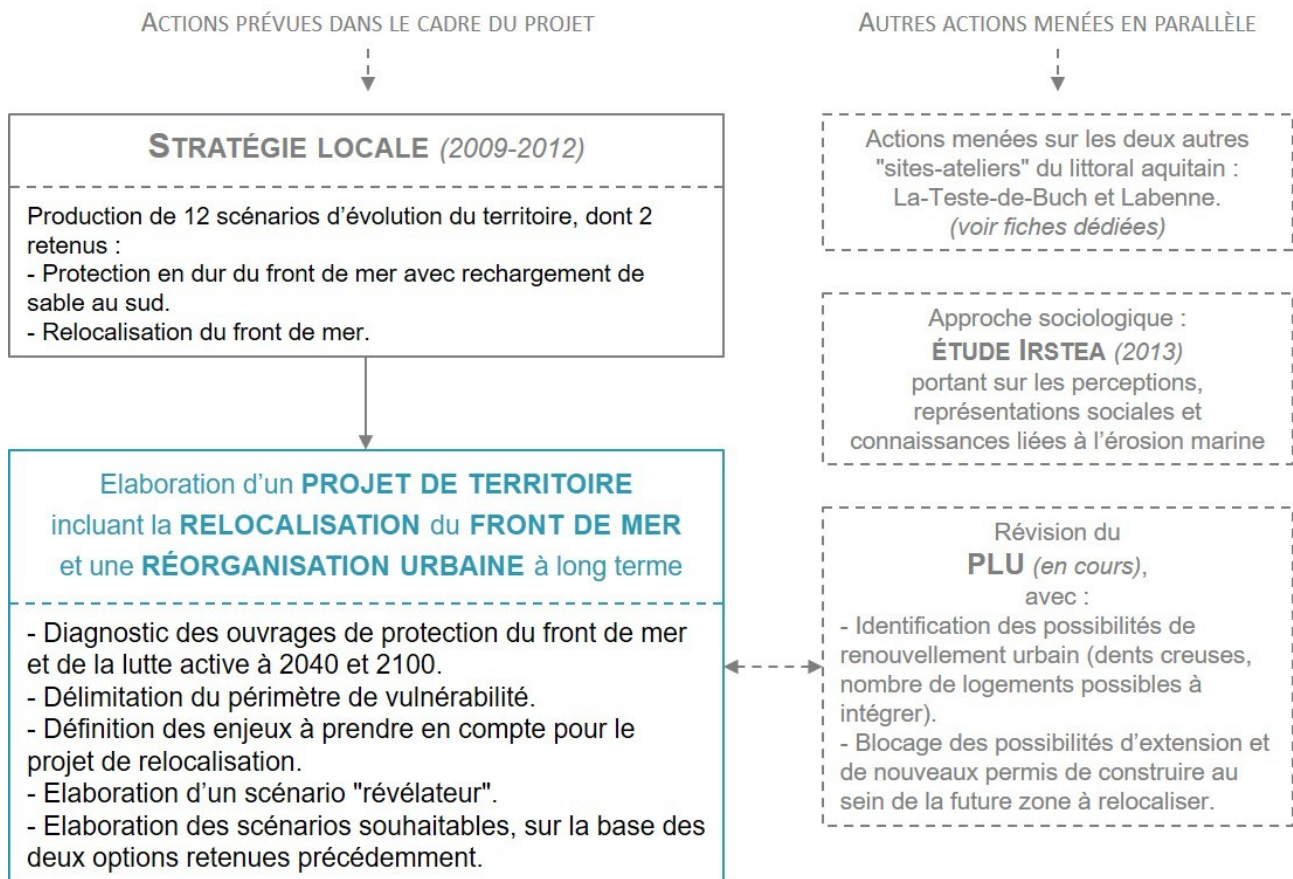 ACTIONS PRÉVUES DANS LE CADRE DU PROJET
STRATÉGIE LOCALE (2009-2012)
Production de 12 scénarios d'évolution du territoire, dont 2
retenus :
- Protection en dur du front de mer avec rechargement de
sable au sud.
- Relocalisation du front de mer.
Elaboration d'un PROJET DE TERRITOIRE
incluant la RELOCALISATION du FRONT DE MER
et une RÉORGANISATION URBAINE à long terme
- Diagnostic des ouvrages de protection du front de mer
et de la lutte active à 2040 et 2100.
- Délimitation du périmètre de vulnérabilité.
- Définition des enjeux à prendre en compte pour le
projet de relocalisation.
- Elaboration d'un scénario "révélateur".
- Elaboration des scénarios souhaitables, sur la base des
deux options retenues précédemment.
AUTRES ACTIONS MENÉES EN PARALLÈLE
Actions menées sur les deux autres
"sites-ateliers" du littoral aquitain :
La-Teste-de-Buch et Labenne.
(voir fiches dédiées)
Approche sociologique :
ÉTUDE IRSTEA (2013)
portant sur les perceptions,
représentations sociales et
connaissances liées à l'érosion marine
Révision du
PLU (en cours),
avec :
- Identification des possibilités de
renouvellement urbain (dents creuses,
nombre de logements possibles à
intégrer).
- Blocage des possibilités d'extension et
de nouveaux permis de construire au
sein de la future zone à relocaliser.